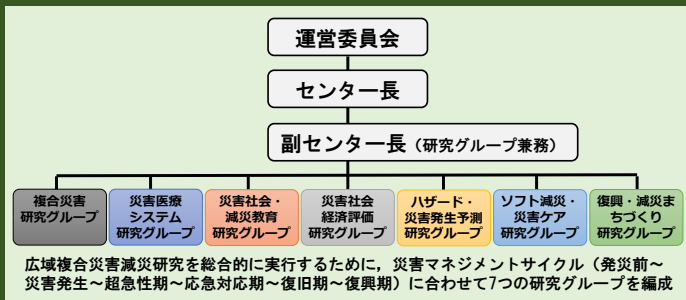 運営委員会
センター長
副センター長（研究グループ兼務）
複合災害
研究グループ
災害医療
システム
研究グループ
災害社会・
減災教育
研究グループ
災害社会
経済評価
研究グループ
ハザード・
災害発生予測
研究グループ
ソフト減災・
災害ケア
研究グループ
復興・減災ま
ちづくり
研究グループ
広域複合災害減災研究を総合的に実行するために，災害マネジメントサイクル（発災前～
災害発生～超急性期～応急対応期～復旧期～復興期）に合わせて7つの研究グループを編成